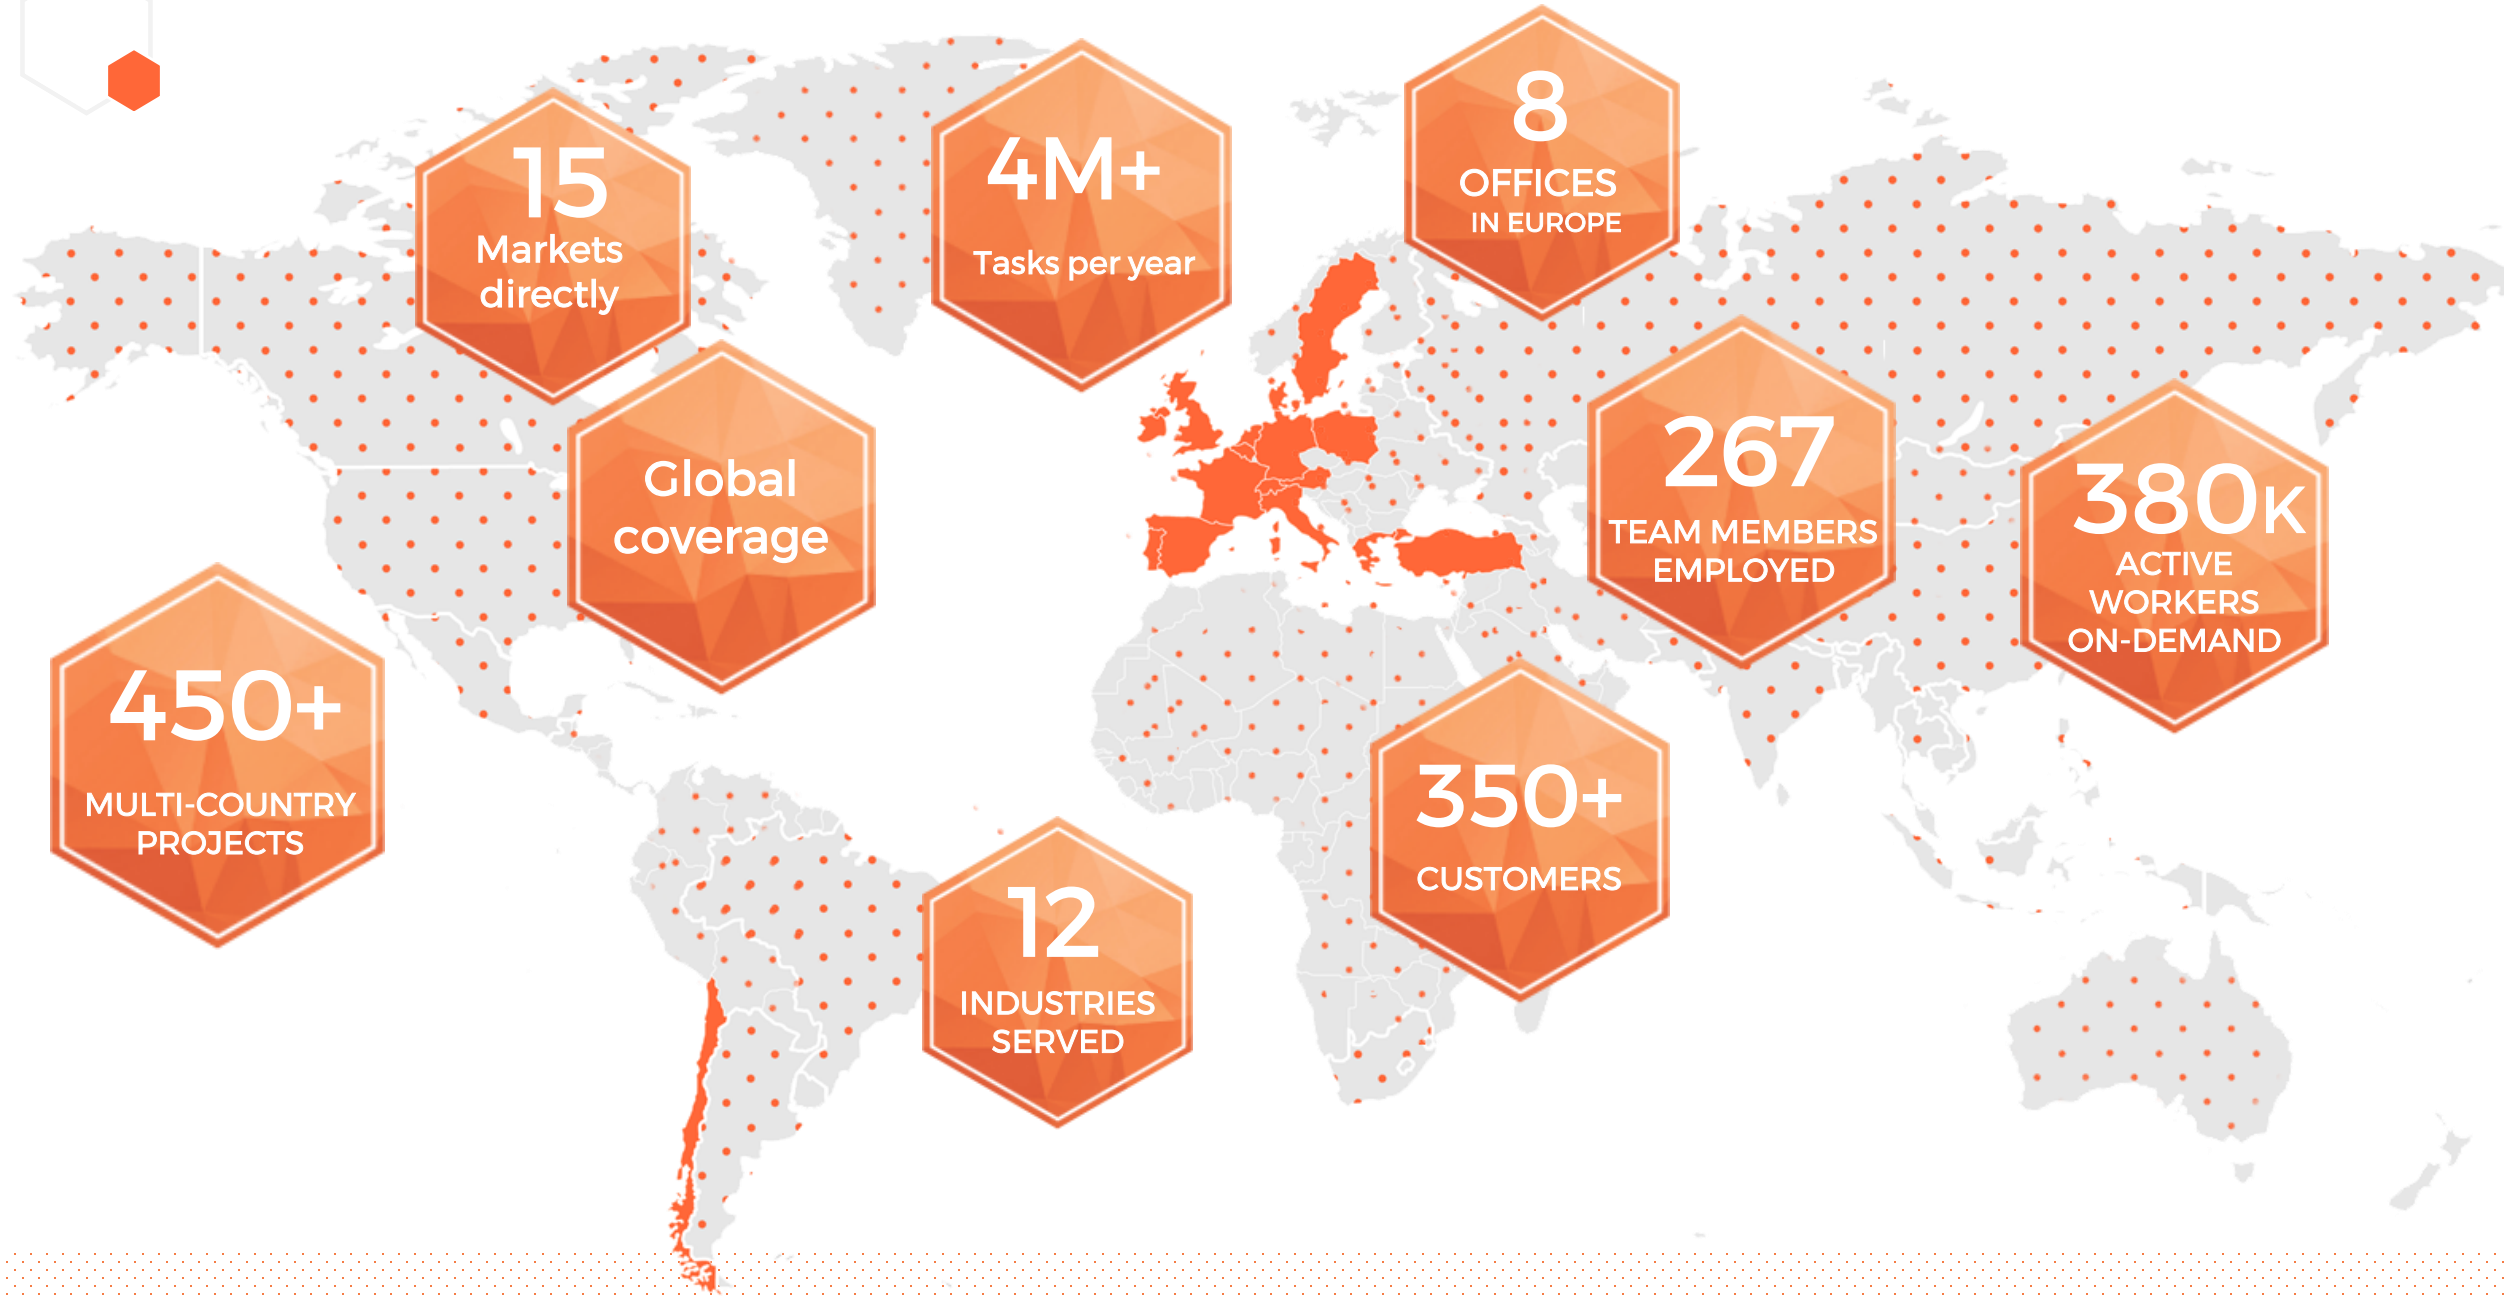 8
OFFICES
IN EUROPE
15
Markets
directly
4M+
Tasks per year
Global
coverage
267
TEAM MEMBERS
EMPLOYED
380K
ACTIVE
WORKERS
ON-DEMAND
450+
MULTI-COUNTRY
PROJECTS
350+
CUSTOMERS
12
INDUSTRIES
SERVED